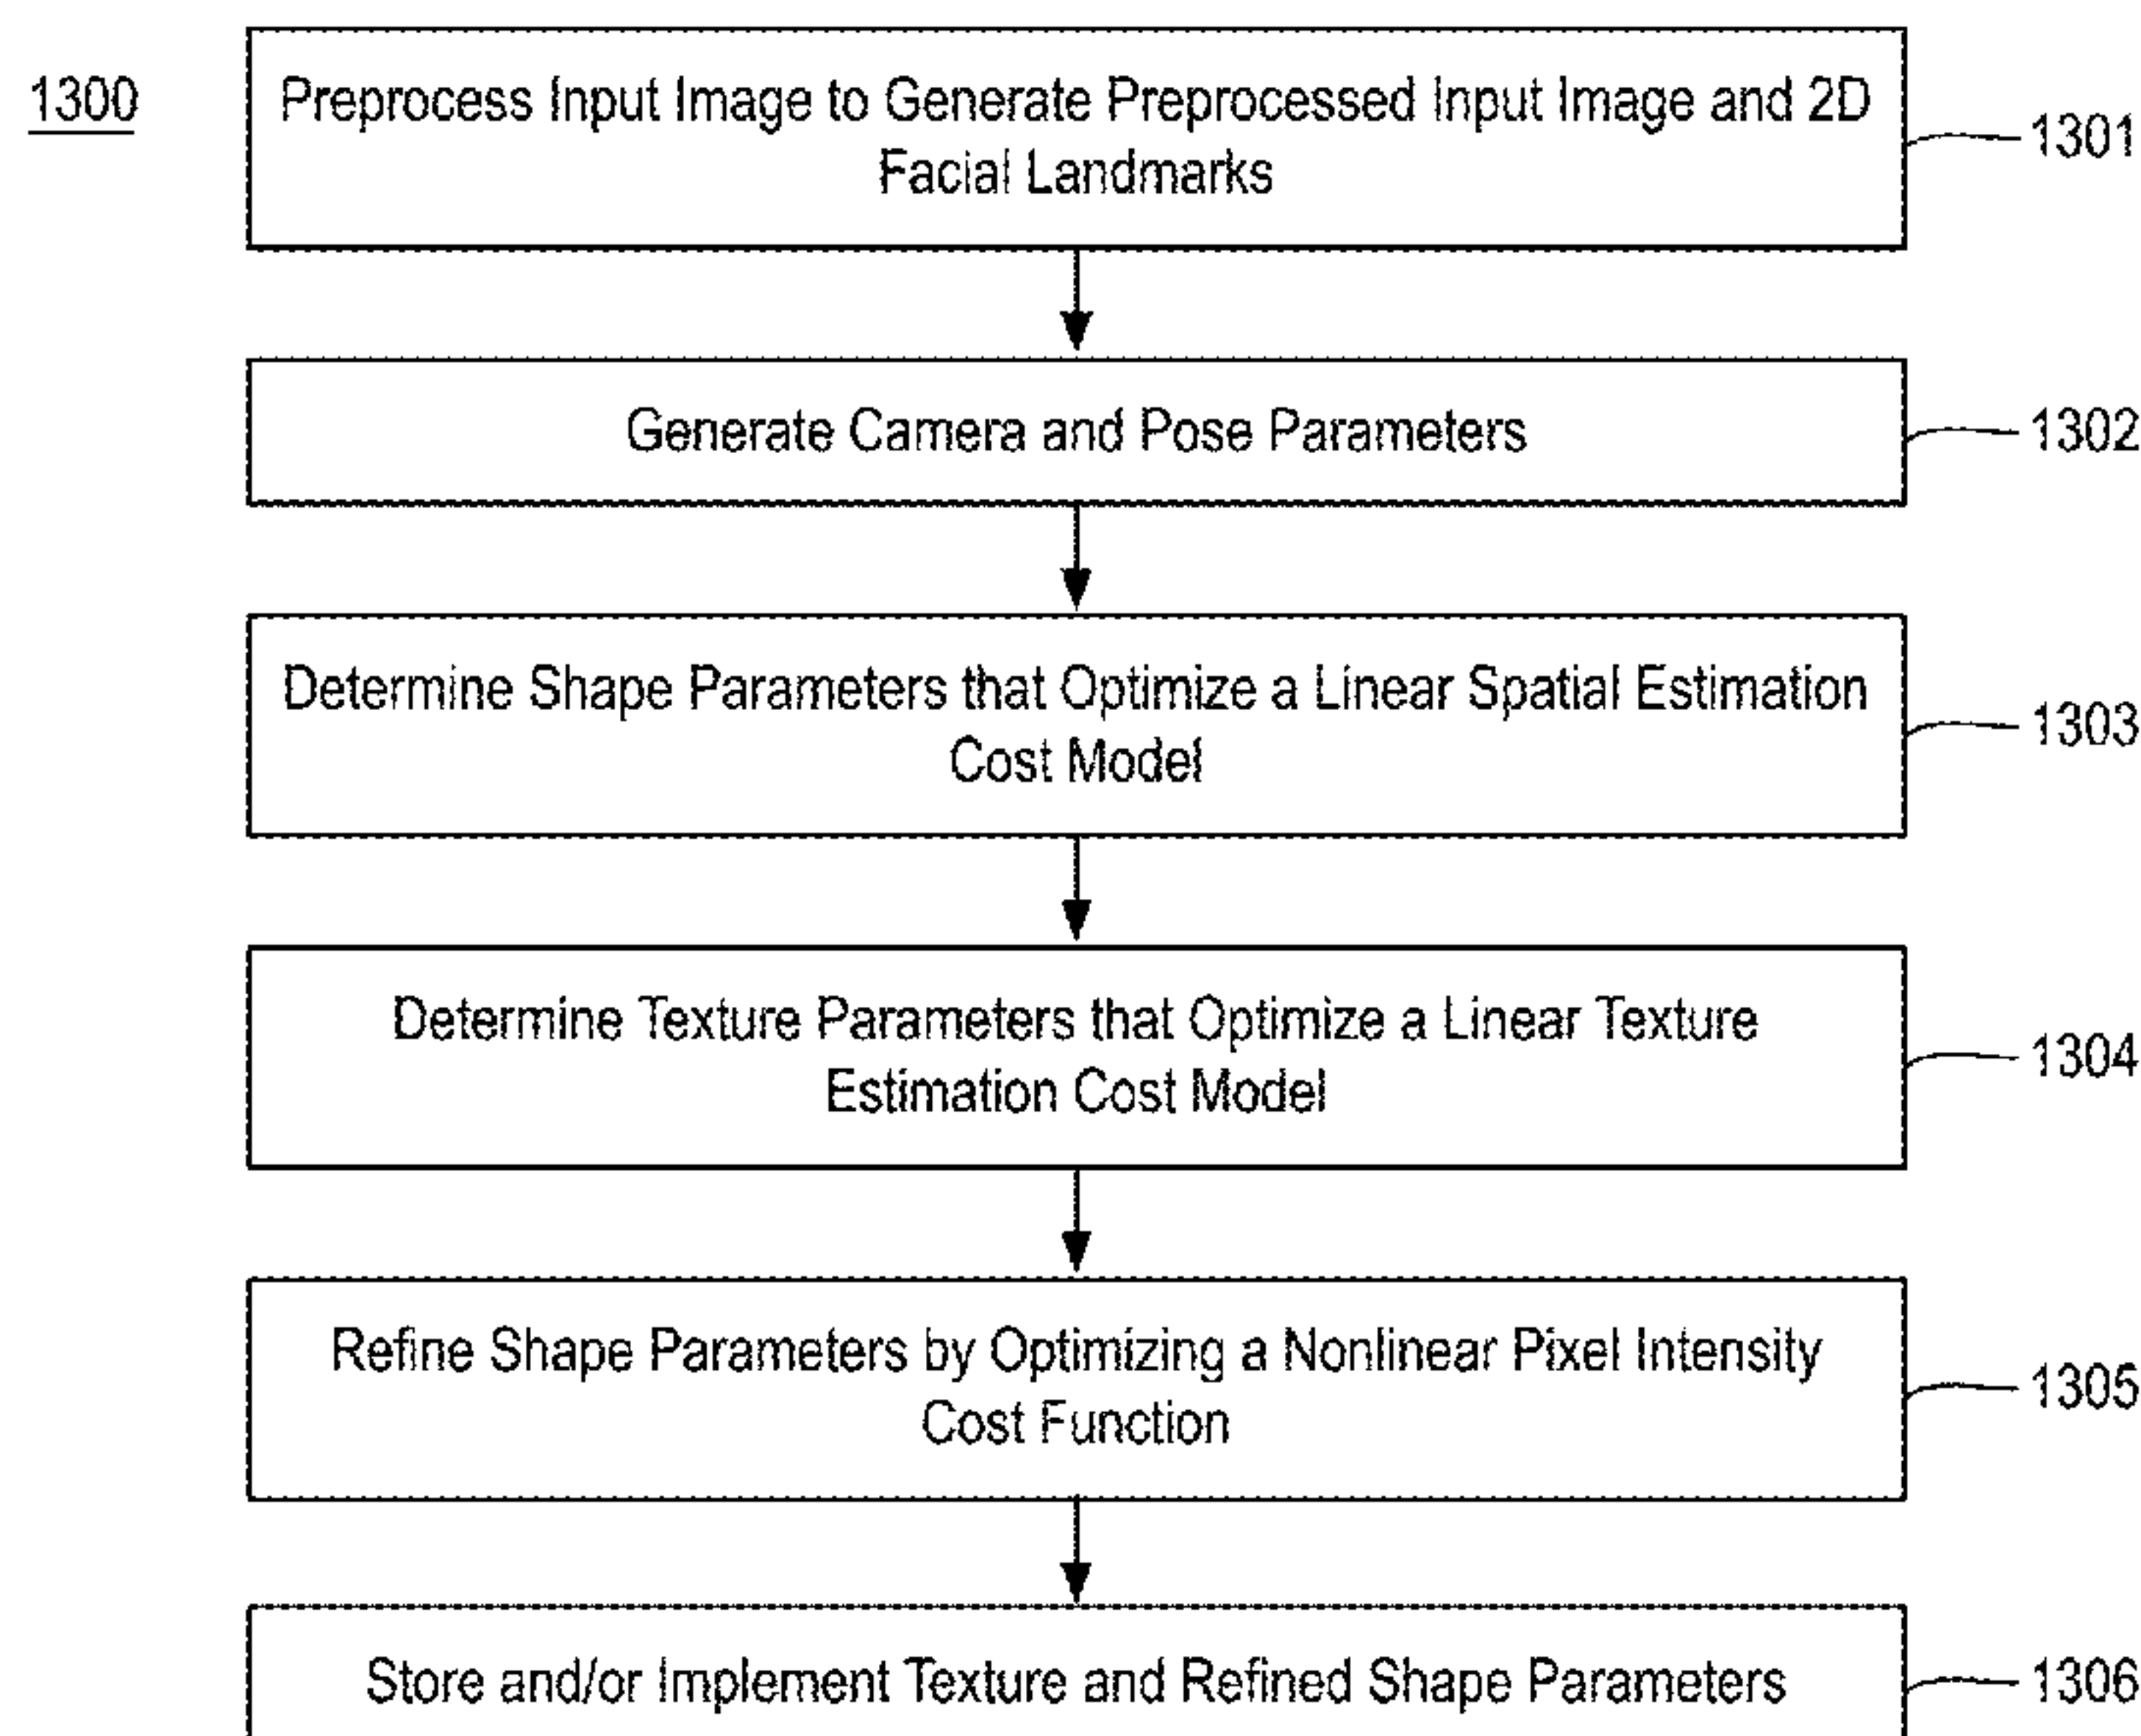 1300
Preprocess Input Image to Generate Preprocessed Input Image and 2D
Facial Landmarks
1301
Generate Camera and Pose Parameters
1302
Determine Shape Parameters that Optimize a Linear Spatial Estimation
Cost Model
1303
Determine Texture Parameters that Optimize a Linear Texture
Estimation Cost Model
1304
Refine Shape Parameters by Optimizing a Nonlinear Pixel Intensity
Cost Function
1305
Store and/or Implement Texture and Refined Shape Parameters
1306